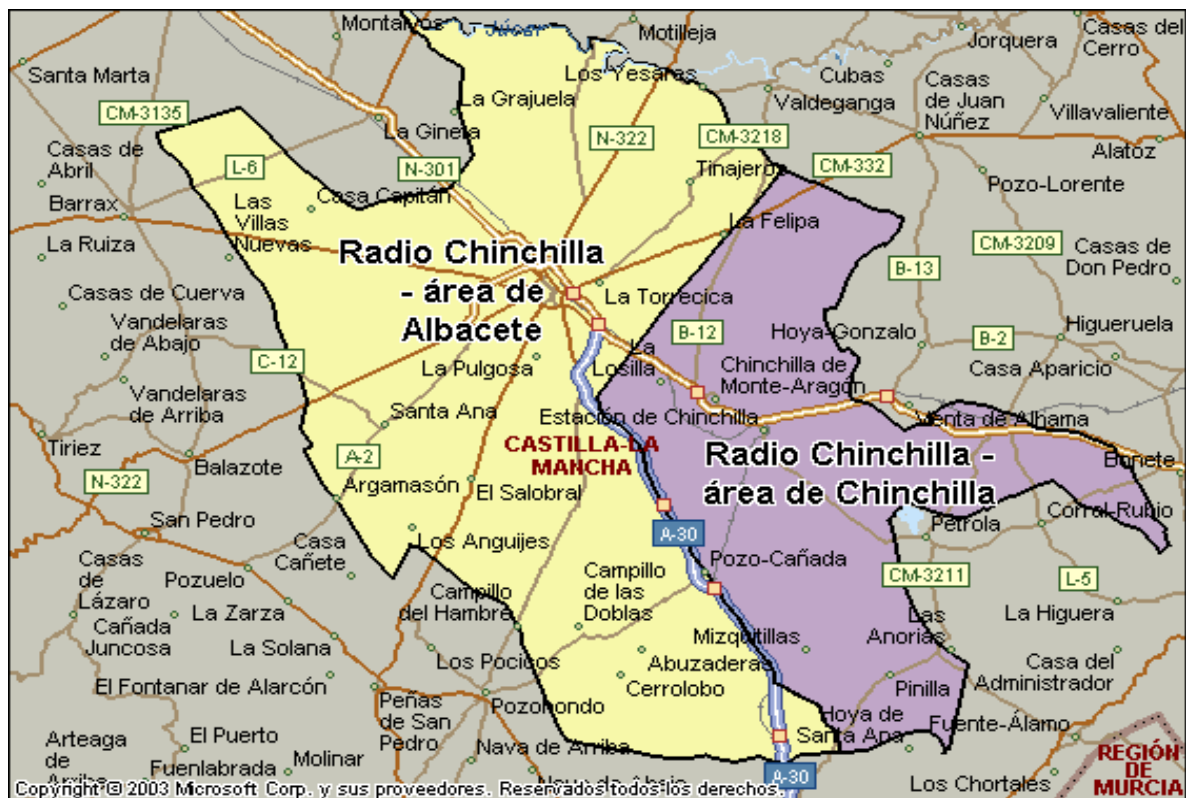 Montalvos
Júcar
Motilleja
Jorquera
Casas del
Cerro
Santa Marta
Los Yesares
Cubas
Valdeganga
Casas
de Juan
Núñez
Villavaliente
CM-3135
La Grajuela
La Gineta
N-322
CM-3218
Alatoz
Casas de
Abril
L-6
N-301
Tinajeros
CM-332
Pozo-Lorente
Barrax
Las
Villas
Nuevas
Casa Capitán
La Felipa
La Ruiza
Radio Chinchilla
- área de
Albacete
CM-3209
Casas de
Don Pedro
B-13
Casas de Cuerva
La Torrecica
Vandelaras
de Abajo
B-12
Hoya-Gonzalo
B-2
Higueruela
C-12
La Pulgosa
La
Losilla
Chinchilla de
Monte-Aragón
Casa Aparicio
Vandelaras
de Arriba
Santa Ana
Estación de Chinchilla
Venta de Alhama
Tiriez
CASTILLA-LA
MANCHA
Radio Chinchilla -
área de Chinchilla
Balazote
A-2
Bonete
N-322
Argamasón
El Salobral
San Pedro
A-30
Petrola
Corral-Rubio
Casa
Cañete
Los Anguijes
Pozo-Cañada
Casas
de
Lázaro
Pozuelo
Campillo
del Hambre
Campillo
de las
Doblas
CM-3211
L-5
La Zarza
Las
Anorias
La Higuera
Cañada
Juncosa
La Solana
Mizquitillas
Los Pocicos
Abuzaderas
Casa del
Administrador
El Fontanar de Alarcón
Cerrolobo
Pinilla
Peñas
de San
Pedro
Pozohondo
Hoya de
Santa Ana
Fuente-Álamo
Arteaga
de
Arriba
El Puerto
Nava de Arriba
REGIÓN
DE
MURCIA
Molinar
Fuenlabrada
Nava de Abajo
A-30
Los Chortales
Copyright © 2003 Microsoft Corp. y sus proveedores. Reservados todos los derechos.